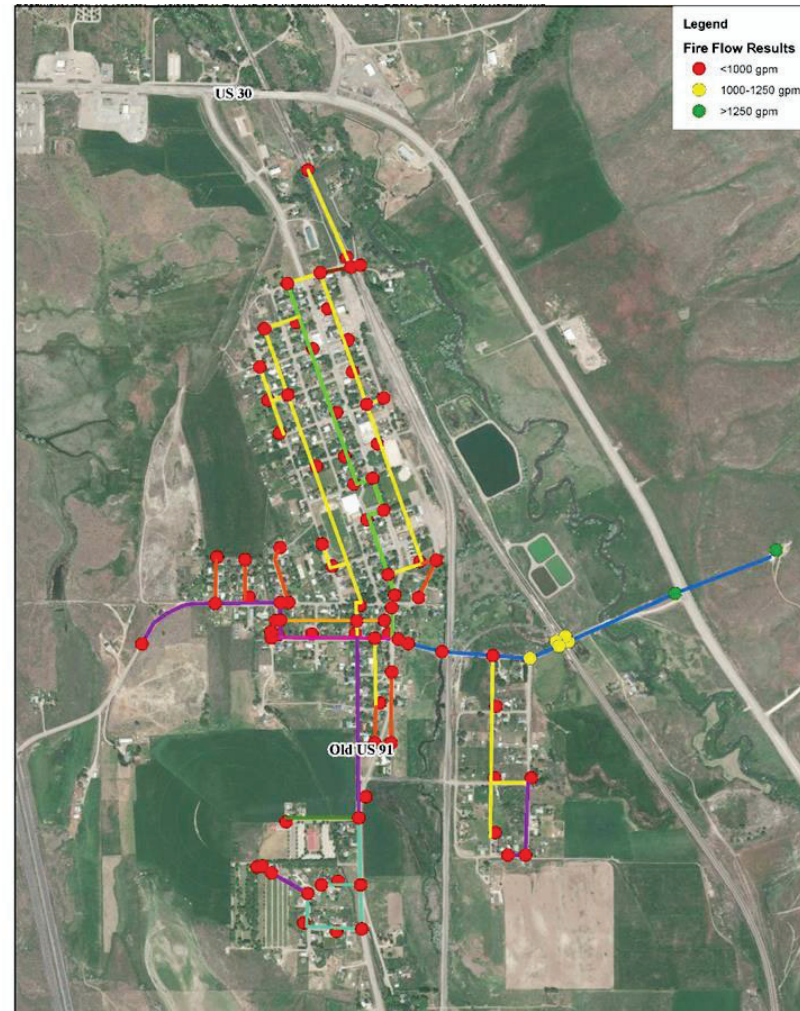 Legend
Fire Flow Results
<1000 gpm
1000-1250 gpm
>1250 gpm
US 30
Old US 91